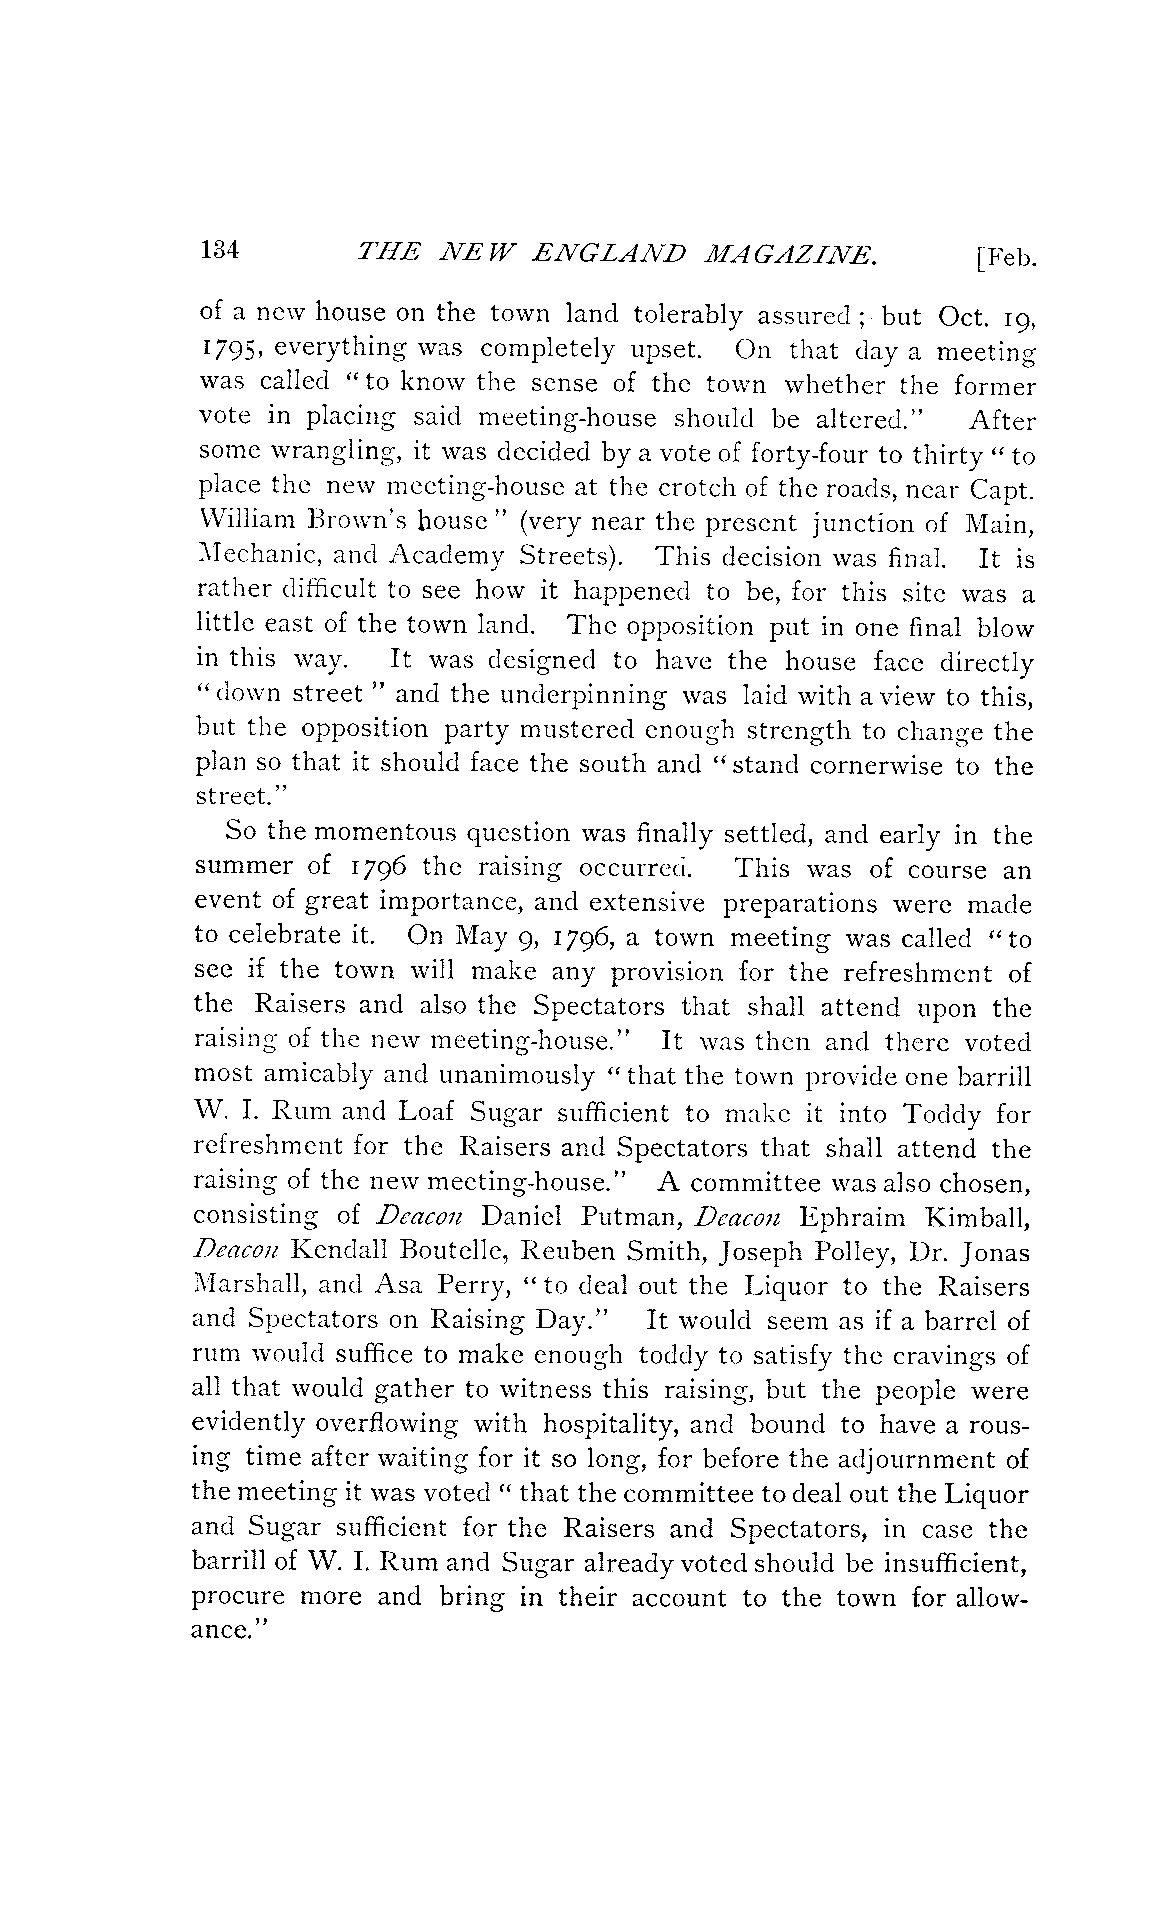 134 THE NEW ENGLAND MAGAZINE. [Feb.
of a new house on the town land tolerably assured; but Oct. 19,
1795, everything was completely upset. On that day a meeting
was called "to know the sense of the town whether the former
vote in placing said meeting-house should be altered." After
some wrangling, it was decided by a vote of forty-four to thirty "to
place the new meeting-house at the crotch of the roads, near Capt.
William Brown's house" (very near the present junction of Main,
Mechanic, and Academy Streets). This decision was final. It is
rather difficult to see how it happened to be, for this site was a
little east of the town land. The opposition put in one final blow
in this way. It was designed to have the house face directly
"down street" and the underpinning was laid with a view to this,
but the opposition party mustered enough strength to change the
plan so that it should face the south and "stand cornerwise to the
street."
So the momentous question was finally settled, and early in the
summer of 1796 the raising occurred. This was of course an
event of great importance, and extensive preparations were made
to celebrate it. On May 9, 1796, a town meeting was called "to
see if the town will make any provision for the refreshment of
the Raisers and also the Spectators that shall attend upon the
raising of the new meeting-house." It was then and there voted
most amicably and unanimously "that the town provide one barrill
W. I. Rum and Loaf Sugar sufficient to make it into Toddy for
refreshment for the Raisers and Spectators that shall attend the
raising of the new meeting-house." A committee was also chosen,
consisting of Deacon Daniel Putman, Deacon Ephraim Kimball,
Deacon Kendall Boutelle, Reuben Smith, Joseph Polley, Dr. Jonas
Marshall, and Asa Perry, "to deal out the Liquor to the Raisers
and Spectators on Raising Day." It would seem as if a barrel of
rum would suffice to make enough toddy to satisfy the cravings of
all that would gather to witness this raising, but the people were
evidently overflowing with hospitality, and bound to have a rous-
ing time after waiting for it so long, for before the adjournment of
the meeting it was voted "that the committee to deal out the Liquor
and Sugar sufficient for the Raisers and Spectators, in case the
barrill of W. I. Rum and Sugar already voted should be insufficient,
procure more and bring in their account to the town for allow-
ance."